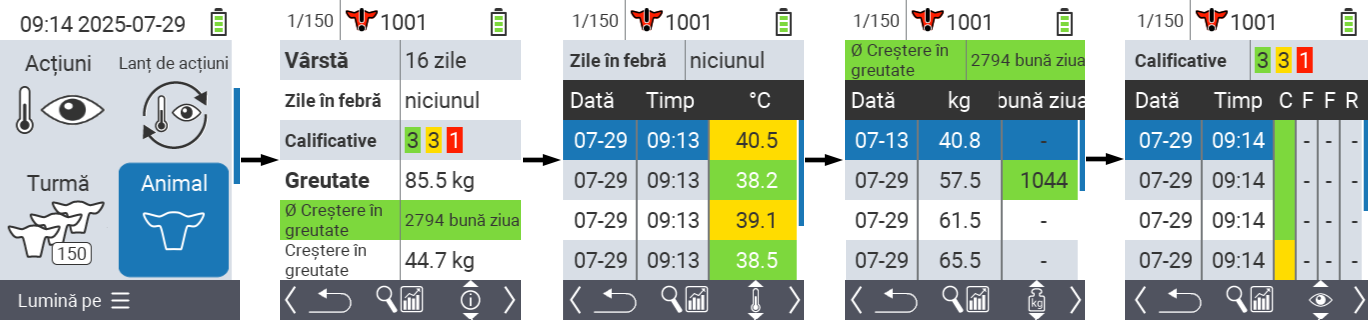 09:14 2025-07-29
Acțiuni
Lanț de acțiuni
Turmă
150
Animal
Lumină pe
1/150 1001
Vârstă 16 zile
Zile în febră niciunul
Calificative 3 3 1
Greutate 85.5 kg
Ø Creștere în greutate 2794 bună ziua
Creștere în greutate 44.7 kg
1/150 1001
Zile în febră niciunul
Dată Timp °C
07-29 09:13 40.5
07-29 09:13 38.2
07-29 09:13 39.1
07-29 09:13 38.5
1/150 1001
Ø Creștere în greutate 2794 bună ziua
Dată kg bună ziua
07-13 40.8 -
07-29 57.5 1044
07-29 61.5 -
07-29 65.5 -
kg
1/150 1001
Calificative 3 3 1
Dată Timp C F F R
07-29 09:14 - - -
07-29 09:14 - - -
07-29 09:14 - - -
07-29 09:14 - - -